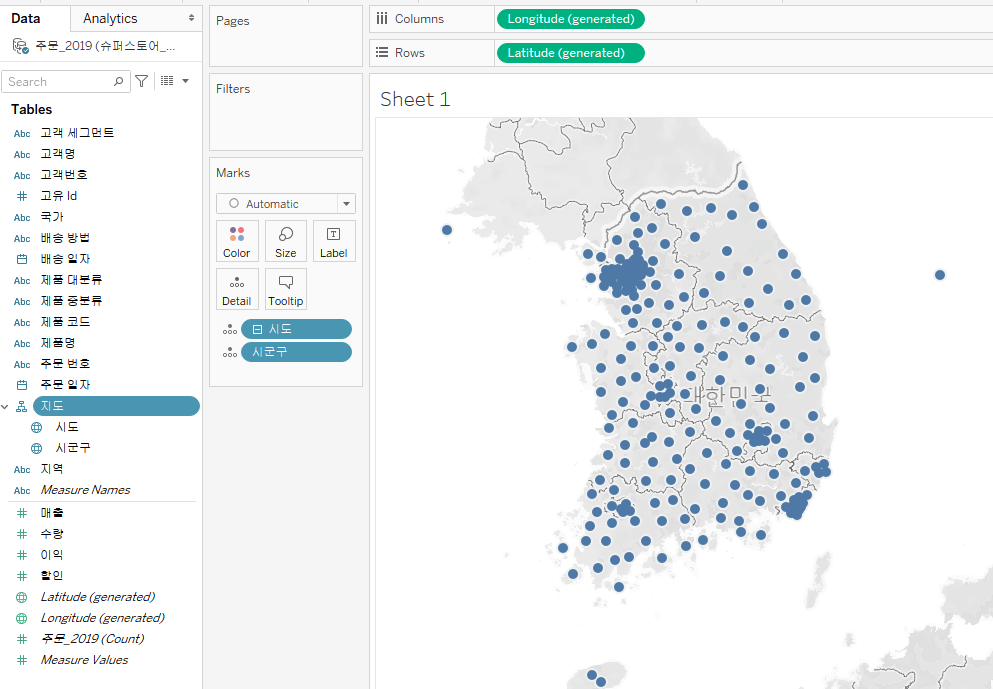 Data
Analytics
주문_2019 (슈퍼스토어_...
Search
Tables
Abc 고객 세그먼트
Abc 고객명
Abc 고객번호
# 고유 Id
Abc 국가
Abc 배송 방법
배송 일자
Abc 제품 대분류
Abc 제품 중분류
Abc 제품 코드
Abc 제품명
Abc 주문 번호
주문 일자
지도
시도
시군구
Abc 지역
Abc Measure Names
# 매출
# 수량
# 이익
# 할인
Latitude (generated)
Longitude (generated)
# 주문_2019 (Count)
# Measure Values
Pages
Filters
Marks
Automatic
Color
Size
Label
Detail
Tooltip
시도
시군구
Columns
Longitude (generated)
Rows
Latitude (generated)
Sheet 1
대한민국